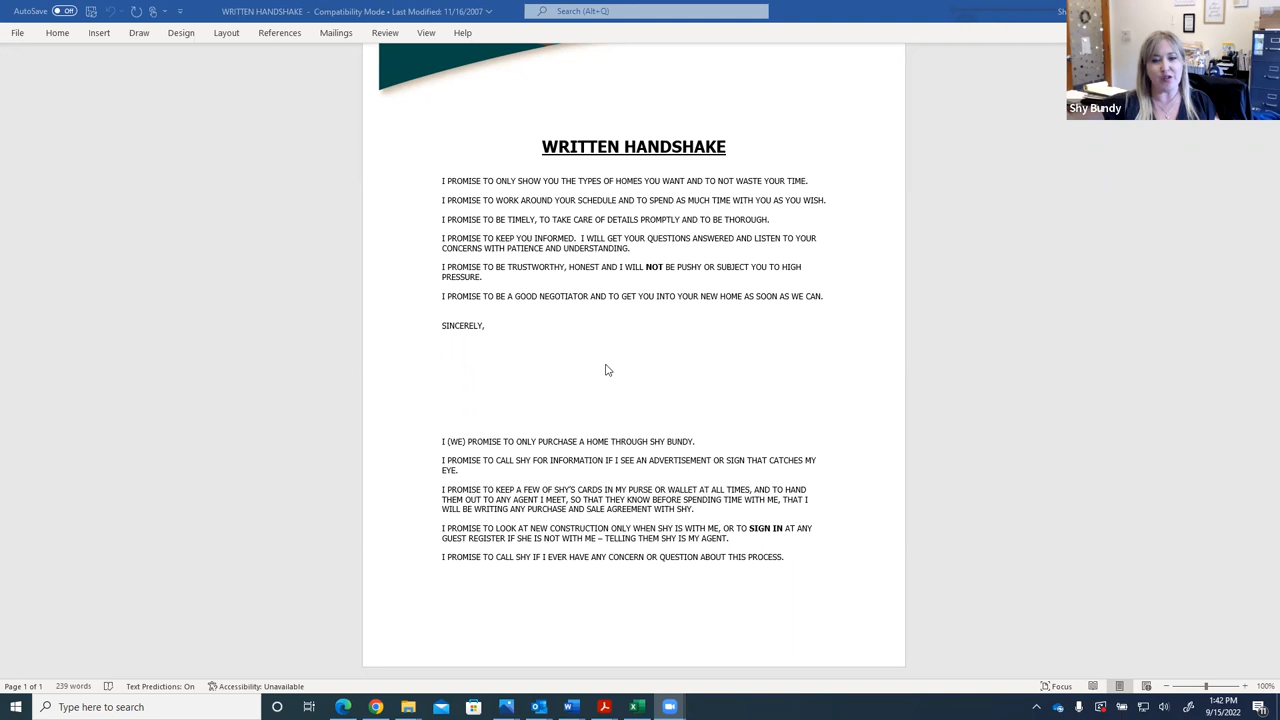 AutoSave Off WRITTEN HANDSHAKE - Compatibility Mode • Last Modified: 11/16/2007 Search (Alt+Q) Sh
File Home Insert Draw Design Layout References Mailings Review View Help
Shy Bundy
WRITTEN HANDSHAKE
I PROMISE TO ONLY SHOW YOU THE TYPES OF HOMES YOU WANT AND TO NOT WASTE YOUR TIME.
I PROMISE TO WORK AROUND YOUR SCHEDULE AND TO SPEND AS MUCH TIME WITH YOU AS YOU WISH.
I PROMISE TO BE TIMELY, TO TAKE CARE OF DETAILS PROMPTLY AND TO BE THOROUGH.
I PROMISE TO KEEP YOU INFORMED. I WILL GET YOUR QUESTIONS ANSWERED AND LISTEN TO YOUR
CONCERNS WITH PATIENCE AND UNDERSTANDING.
I PROMISE TO BE TRUSTWORTHY, HONEST AND I WILL NOT BE PUSHY OR SUBJECT YOU TO HIGH
PRESSURE.
I PROMISE TO BE A GOOD NEGOTIATOR AND TO GET YOU INTO YOUR NEW HOME AS SOON AS WE CAN.
SINCERELY,
I (WE) PROMISE TO ONLY PURCHASE A HOME THROUGH SHY BUNDY.
I PROMISE TO CALL SHY FOR INFORMATION IF I SEE AN ADVERTISEMENT OR SIGN THAT CATCHES MY
EYE.
I PROMISE TO KEEP A FEW OF SHY'S CARDS IN MY PURSE OR WALLET AT ALL TIMES, AND TO HAND
THEM OUT TO ANY AGENT I MEET, SO THAT THEY KNOW BEFORE SPENDING TIME WITH ME, THAT I
WILL BE WRITING ANY PURCHASE AND SALE AGREEMENT WITH SHY.
I PROMISE TO LOOK AT NEW CONSTRUCTION ONLY WHEN SHY IS WITH ME, OR TO SIGN IN AT ANY
GUEST REGISTER IF SHE IS NOT WITH ME – TELLING THEM SHY IS MY AGENT.
I PROMISE TO CALL SHY IF I EVER HAVE ANY CONCERN OR QUESTION ABOUT THIS PROCESS.
Page 1 of 1 239 words Text Predictions: On Accessibility: Unavailable Focus 100%
Type here to search 1:42 PM
9/15/2022